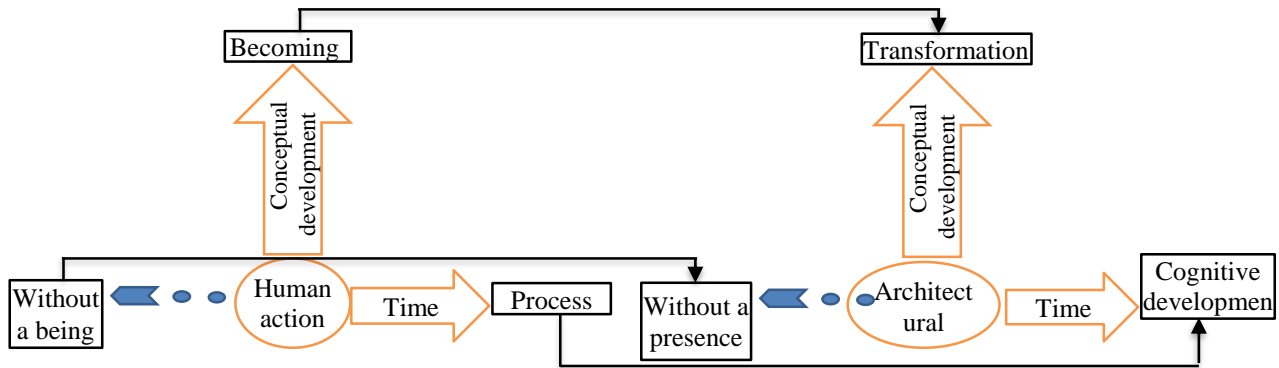 Becoming
Transformation
Conceptual
development
Conceptual
development
Without
a being
Human
action
Time
Process
Without a
presence
Architect
ural
Time
Cognitive
developmen